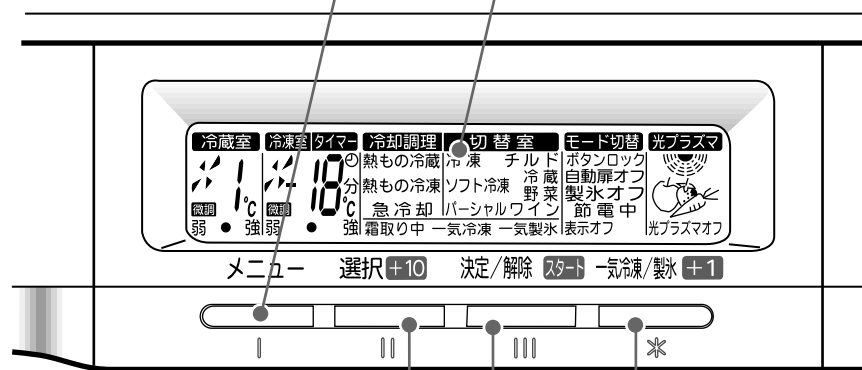 冷蔵室 冷凍室 タイマー 冷却調理 切替室 モード切替 光プラズマ
熱もの冷蔵 冷凍 チルド ボタンロック
冷蔵 自動扉オフ
18 分 熱もの冷凍 ソフト冷凍 野菜 製氷オフ
1 ℃ 微調 微調 ℃ 急冷却 パーシャル ワイン 節電中
弱 ● 強 弱 ● 強 霜取り中 一気冷凍 一気製氷 表示オフ 光プラズマオフ
メニュー 選択 +10 決定/解除 スタート 一気冷凍/製氷 +1
I II III *